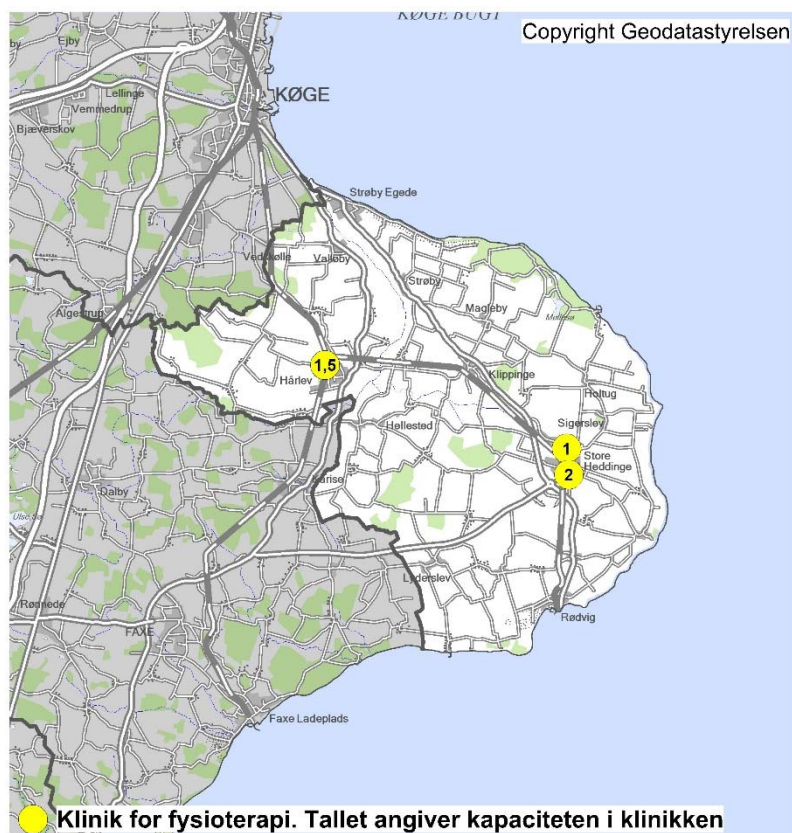 KØGE BUGT
Copyright Geodatastyrelsen
Ejby
Lellinge
Vemmedrup
KØGE
Bjæverskov
Strøby Egede
Vedskølle
Valløby
Strøby
Magleby
Algestrup
1,5
Hårlev
Klippinge
Holtug
Hellested
Sigerslev
1
Store
Heddinge
2
Dalby
Karise
Lyderslev
Rønnede
Rødvig
FAXE
Faxe Ladeplads
Klinik for fysioterapi. Tallet angiver kapaciteten i klinikken